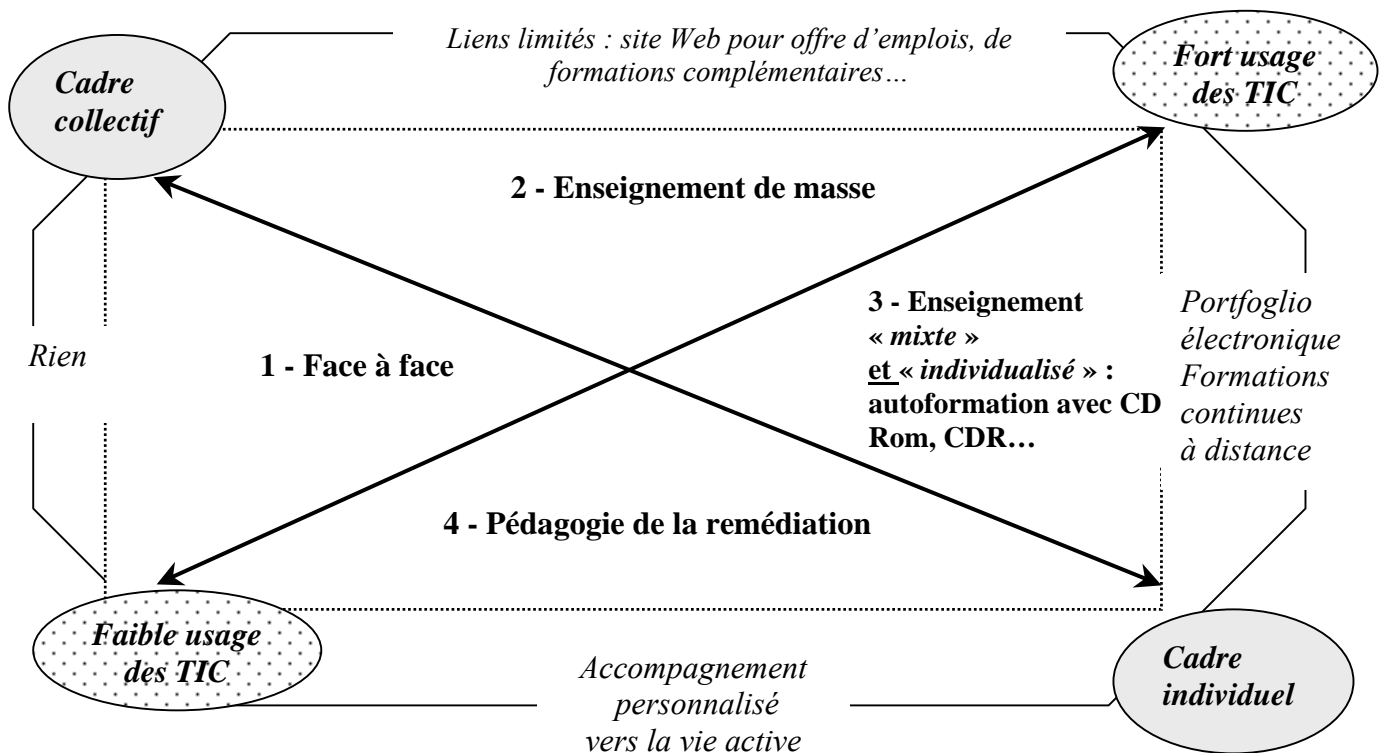 Liens limités : site Web pour offre d’emplois, de
formations complémentaires…
Cadre
collectif
Fort usage
des TIC
2 - Enseignement de masse
Rien
1 - Face à face
3 - Enseignement
« mixte »
et « individualisé » :
autoformation avec CD
Rom, CDR…
Portfoglio
électronique
Formations
continues
à distance
4 - Pédagogie de la remédiation
Faible usage
des TIC
Accompagnement
personnalisé
vers la vie active
Cadre
individuel